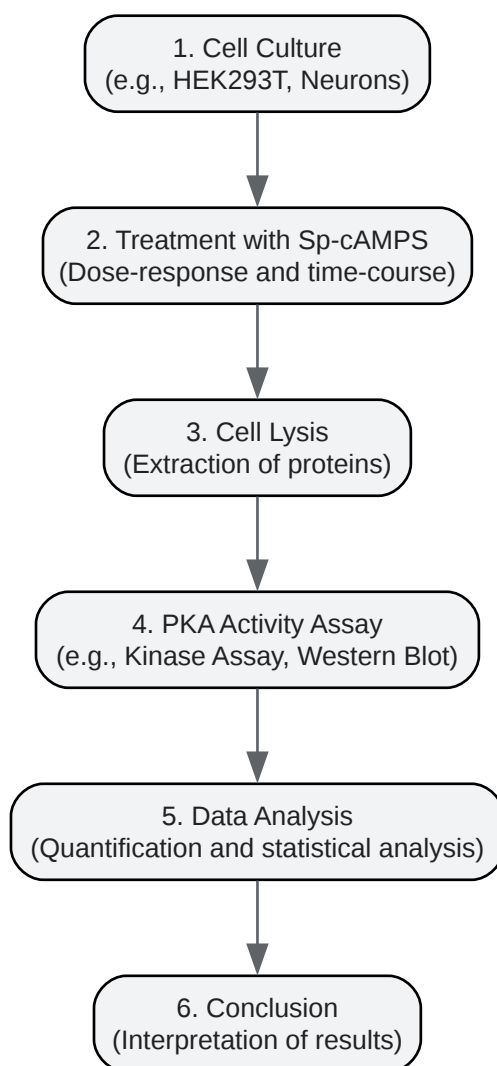 1. Cell Culture
(e.g., HEK293T, Neurons)
2. Treatment with Sp-cAMPS
(Dose-response and time-course)
3. Cell Lysis
(Extraction of proteins)
4. PKA Activity Assay
(e.g., Kinase Assay, Western Blot)
5. Data Analysis
(Quantification and statistical analysis)
6. Conclusion
(Interpretation of results)